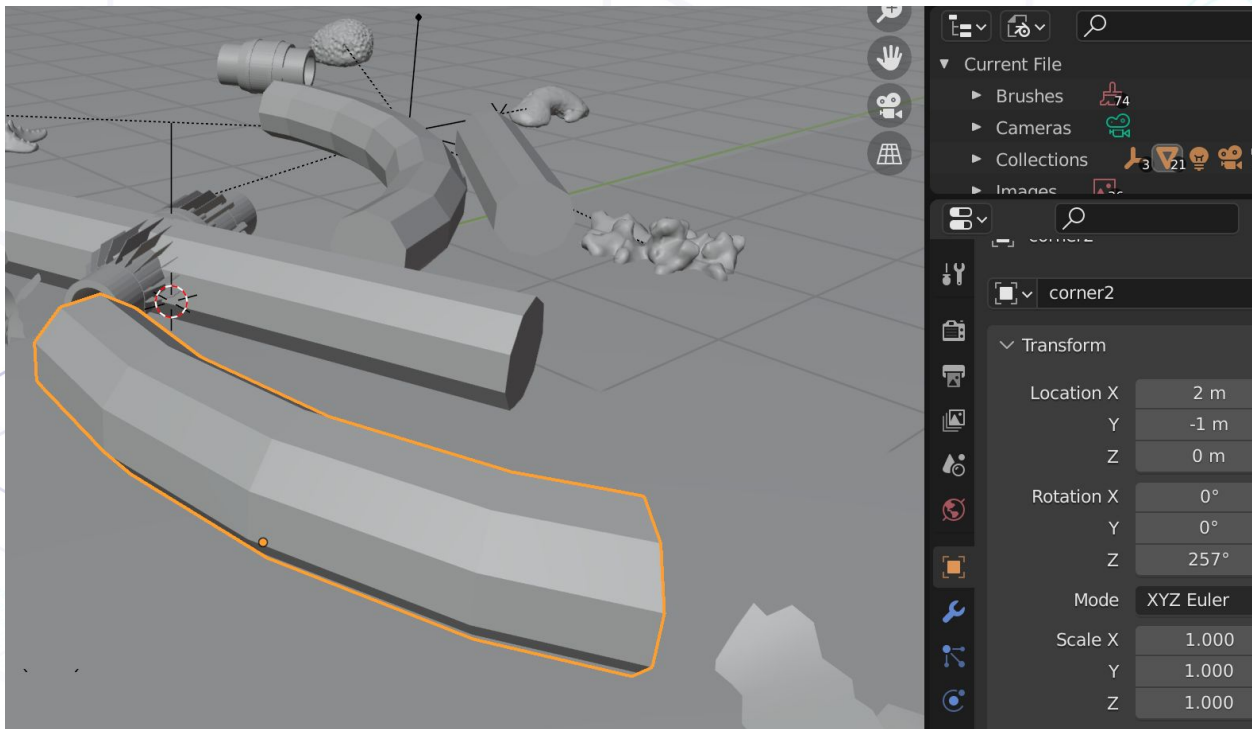 Current File
Brushes 74
Cameras
Collections 3 21
Images
corner2
corner2
Transform
Location X 2 m
Y -1 m
Z 0 m
Rotation X 0°
Y 0°
Z 257°
Mode XYZ Euler
Scale X 1.000
Y 1.000
Z 1.000